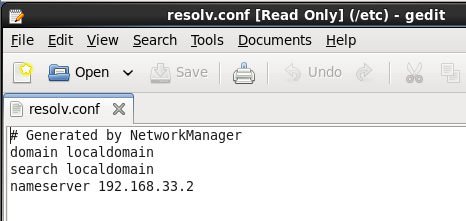 resolv.conf [Read Only] (/etc) - gedit
File Edit View Search Tools Documents Help
Open Save Undo
resolv.conf
# Generated by NetworkManager
domain localdomain
search localdomain
nameserver 192.168.33.2